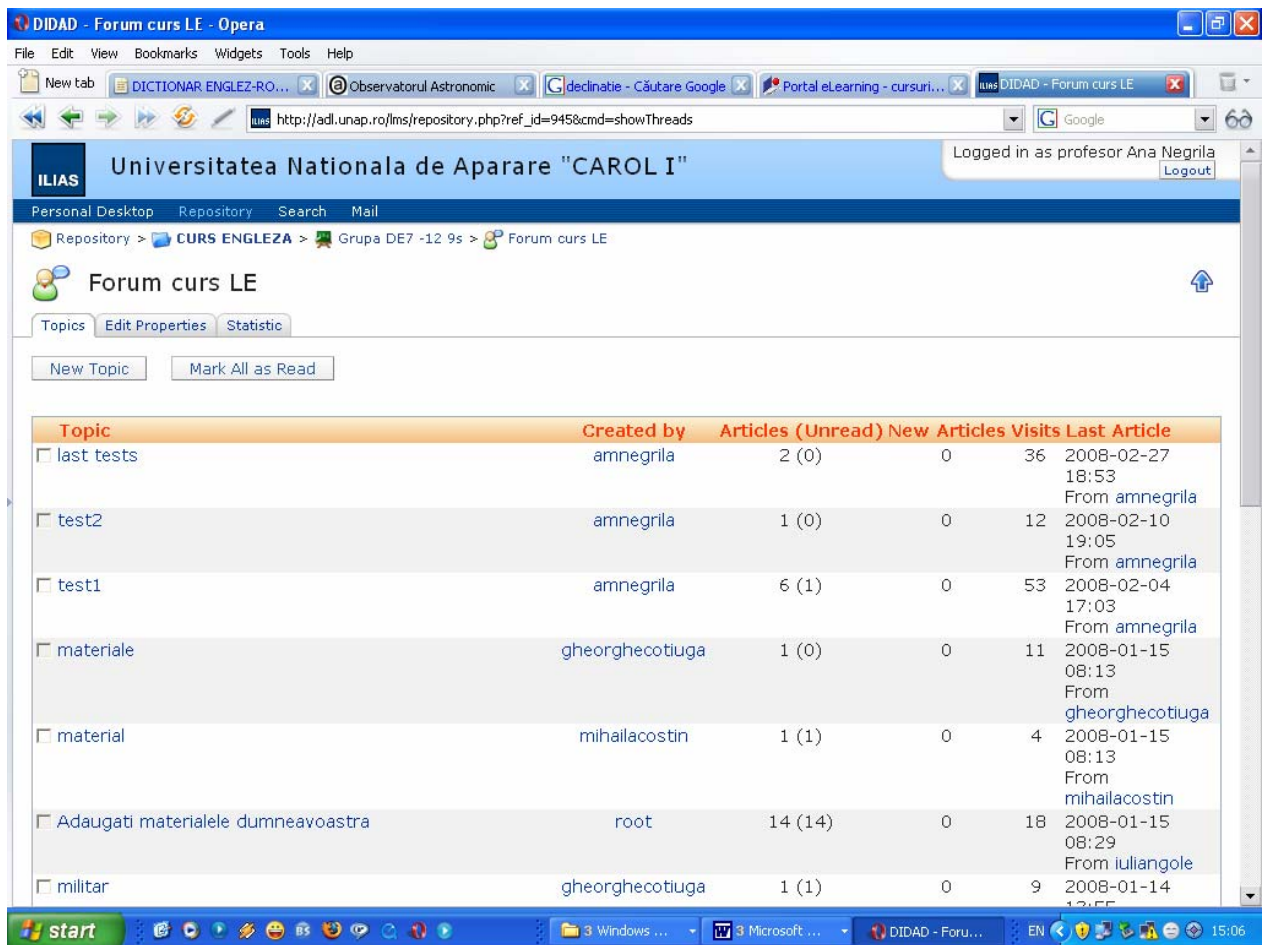 DIDAD - Forum curs LE - Opera
File Edit View Bookmarks Widgets Tools Help
New tab DICTIONAR ENGLEZ-RO... Observatorul Astronomic declinatie - Căutare Google Portal eLearning - cursuri... DIDAD - Forum curs LE
http://adl.unap.ro/lms/repository.php?ref_id=945&cmd=showThreads Google
ILIAS Universitatea Nationala de Aparare "CAROL I" Logged in as profesor Ana Negrila
Logout
Personal Desktop Repository Search Mail
Repository > CURS ENGLEZA > Grupa DE7 -12 9s > Forum curs LE
Forum curs LE
Topics Edit Properties Statistic
New Topic Mark All as Read
Topic Created by Articles (Unread) New Articles Visits Last Article
last tests amnegrila 2 (0) 0 36 2008-02-27
18:53
From amnegrila
test2 amnegrila 1 (0) 0 12 2008-02-10
19:05
From amnegrila
test1 amnegrila 6 (1) 0 53 2008-02-04
17:03
From amnegrila
materiale gheorghecotiuga 1 (0) 0 11 2008-01-15
08:13
From
gheorghecotiuga
material mihailacostin 1 (1) 0 4 2008-01-15
08:13
From
mihailacostin
Adaugati materialele dumneavoastra root 14 (14) 0 18 2008-01-15
08:29
From iuliangole
militar gheorghecotiuga 1 (1) 0 9 2008-01-14
start 3 Windows ... 3 Microsoft ... DIDAD - Foru... EN 15:06